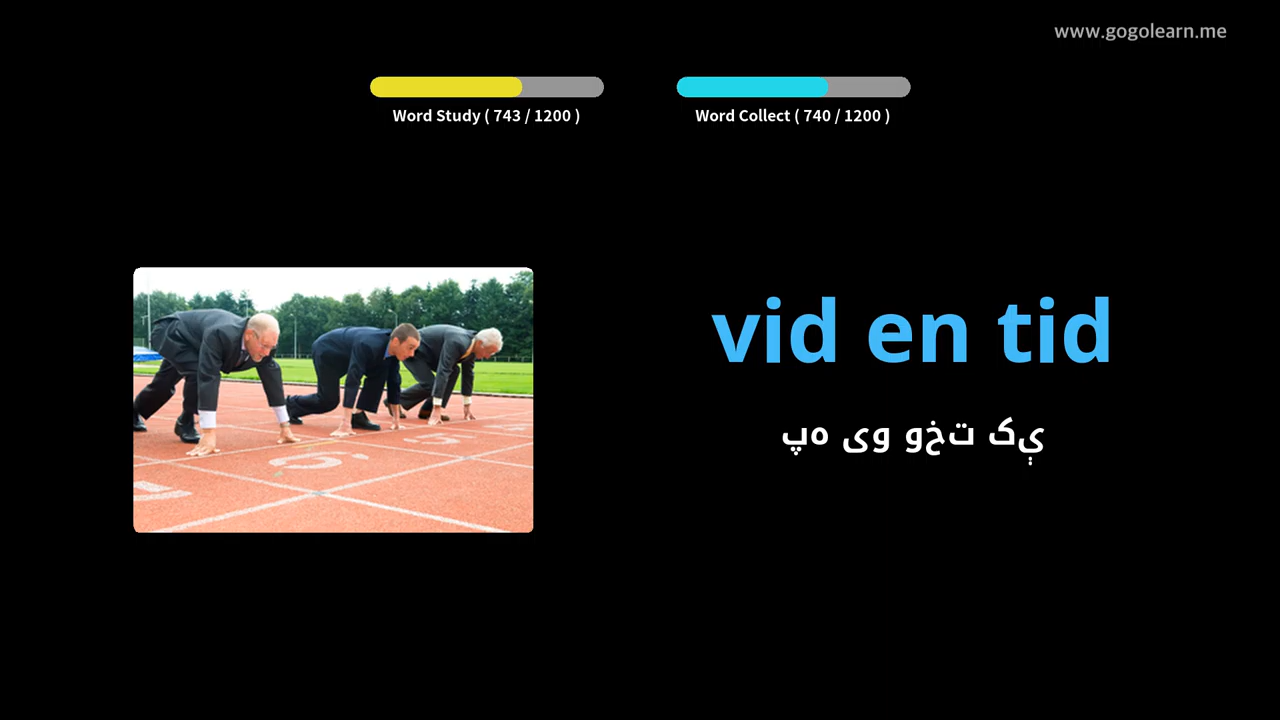 www.gogolearn.me
Word Study ( 743 / 1200 )
Word Collect ( 740 / 1200 )
vid en tid
په یو وخت کې